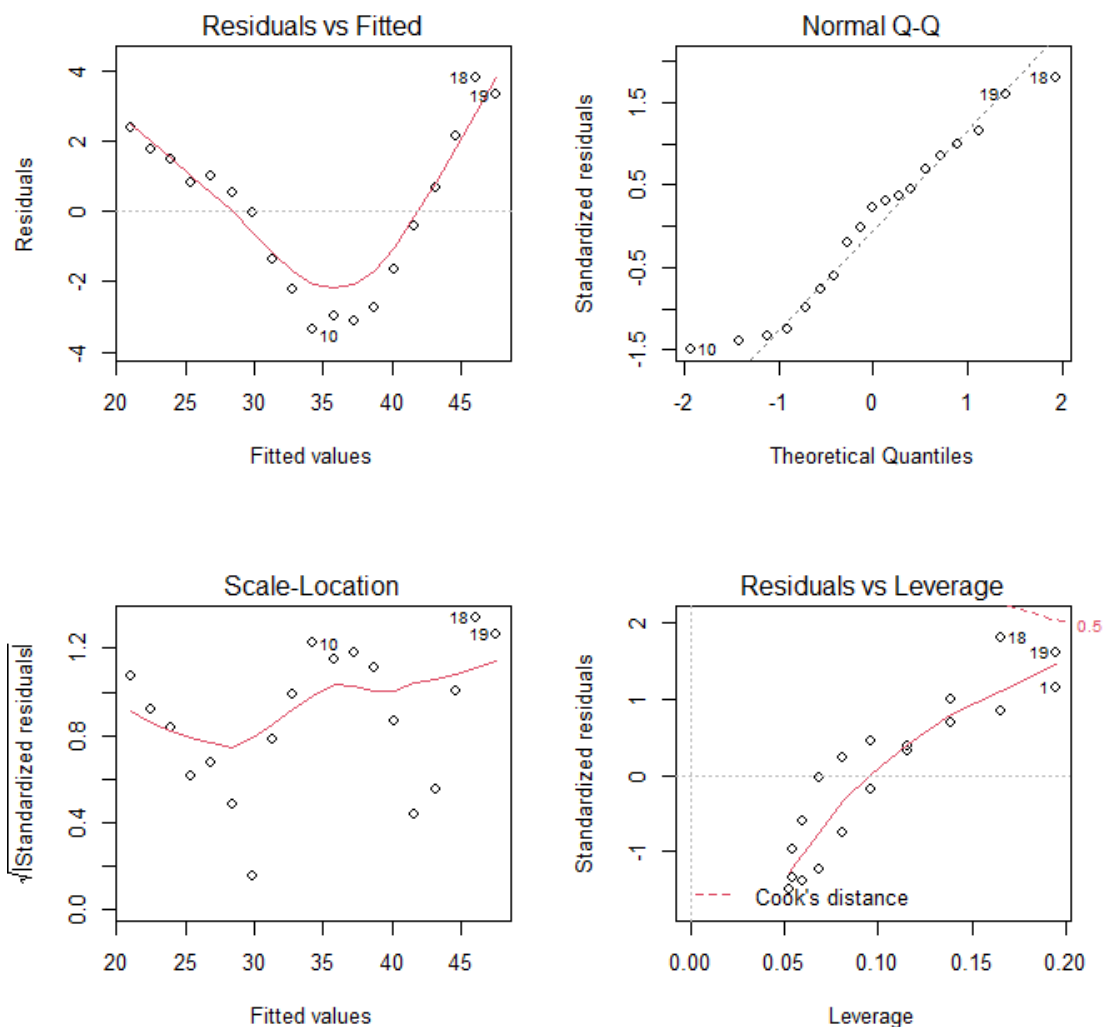 Residuals vs Fitted
Residuals
4
2
0
-2
-4
18
19
10
20 25 30 35 40 45
Fitted values
Normal Q-Q
Standardized residuals
1.5
0.5
-0.5
-1.5
19
18
10
-2 -1 0 1 2
Theoretical Quantiles
Scale-Location
√|Standardized residuals|
1.2
0.8
0.4
0.0
18
19
10
20 25 30 35 40 45
Fitted values
Residuals vs Leverage
Standardized residuals
2
1
0
-1
0.5
18
19
1
Cook's distance
0.00 0.05 0.10 0.15 0.20
Leverage